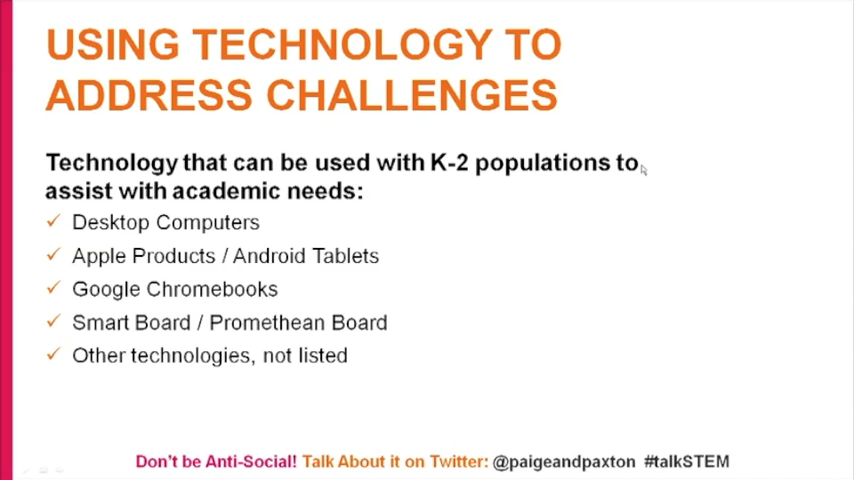 USING TECHNOLOGY TO
ADDRESS CHALLENGES
Technology that can be used with K-2 populations to
assist with academic needs:
Desktop Computers
Apple Products / Android Tablets
Google Chromebooks
Smart Board / Promethean Board
Other technologies, not listed
Don't be Anti-Social! Talk About it on Twitter: @paigeandpaxton #talkSTEM